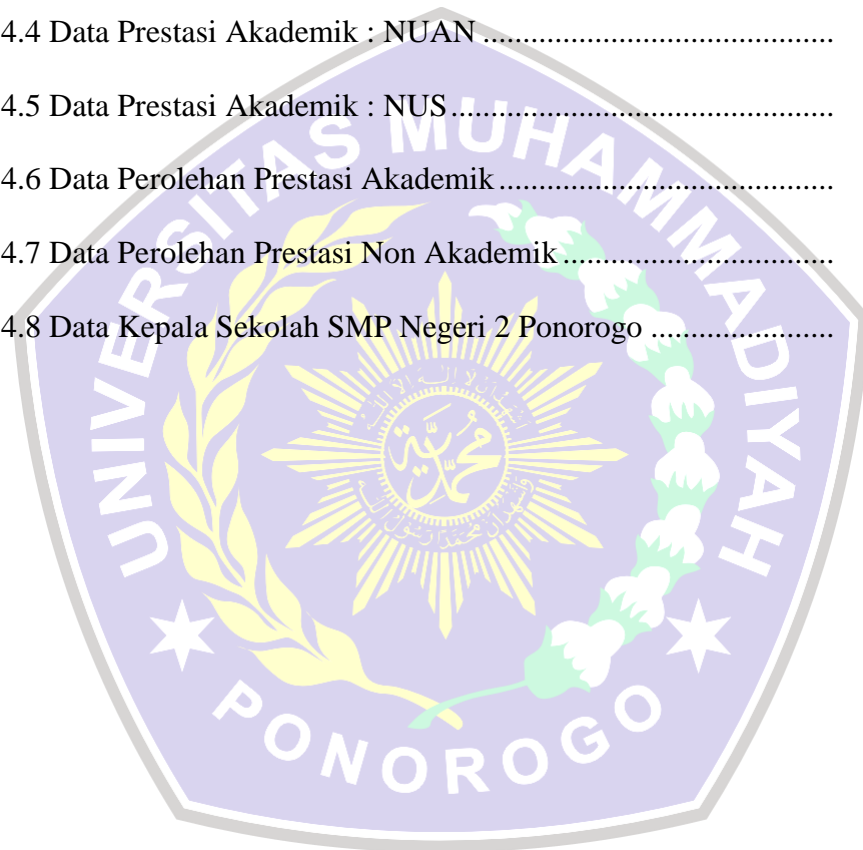 4.4 Data Prestasi Akademik : NUAN ..........................................
4.5 Data Prestasi Akademik : NUS ..............................................
4.6 Data Perolehan Prestasi Akademik ........................................
4.7 Data Perolehan Prestasi Non Akademik ................................
4.8 Data Kepala Sekolah SMP Negeri 2 Ponorogo ......................
UNIVERSITAS MUHAMMADIYAH
PONOROGO
محمدية